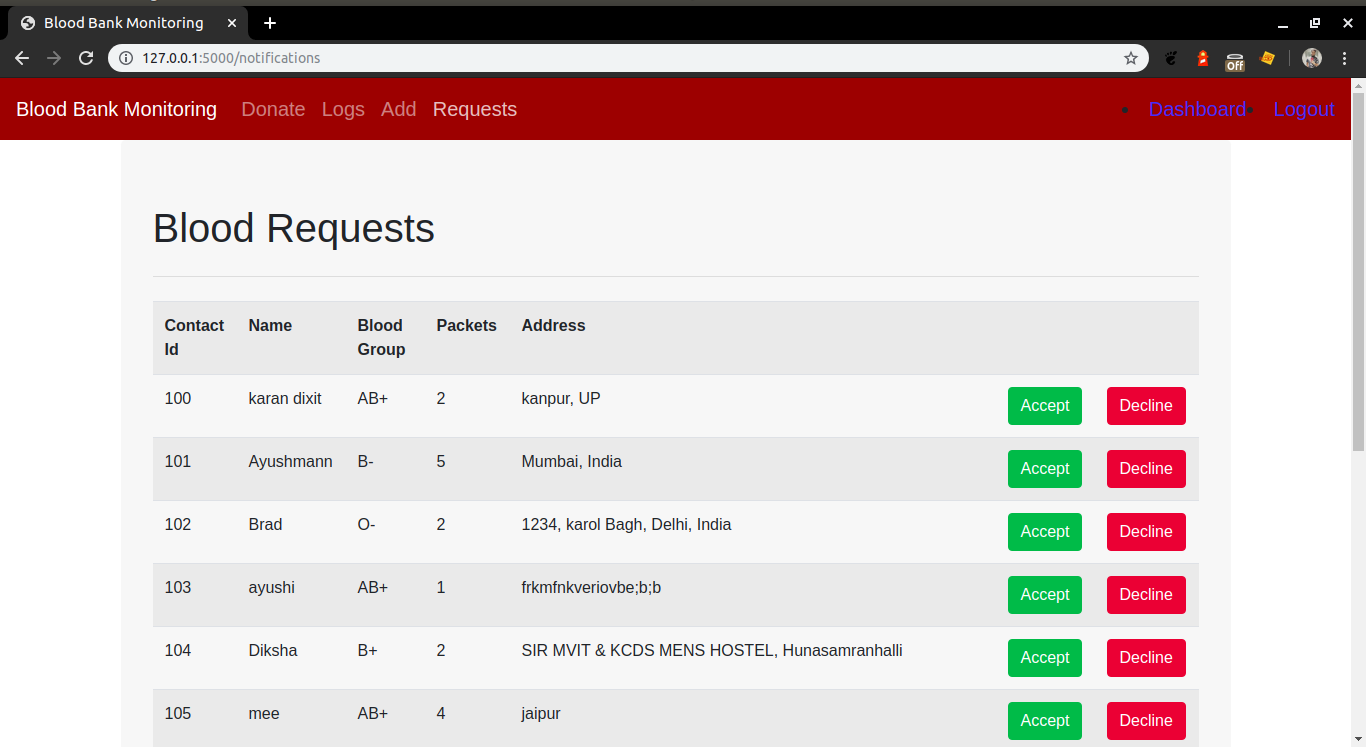 Blood Bank Monitoring
127.0.0.1:5000/notifications
Off
Blood Bank Monitoring Donate Logs Add Requests Dashboard Logout
Blood Requests
Contact Id Name Blood Group Packets Address
100 karan dixit AB+ 2 kanpur, UP Accept Decline
101 Ayushmann B- 5 Mumbai, India Accept Decline
102 Brad O- 2 1234, karol Bagh, Delhi, India Accept Decline
103 ayushi AB+ 1 frkmfnkveriovbe;b;b Accept Decline
104 Diksha B+ 2 SIR MVIT & KCDS MENS HOSTEL, Hunasamranhalli Accept Decline
105 mee AB+ 4 jaipur Accept Decline